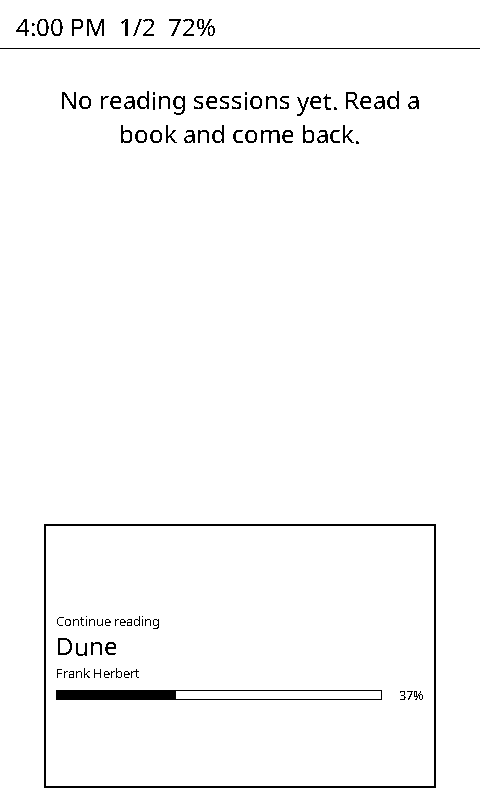 4:00 PM 1/2 72%
No reading sessions yet. Read a
book and come back.
Continue reading
Dune
Frank Herbert
37%